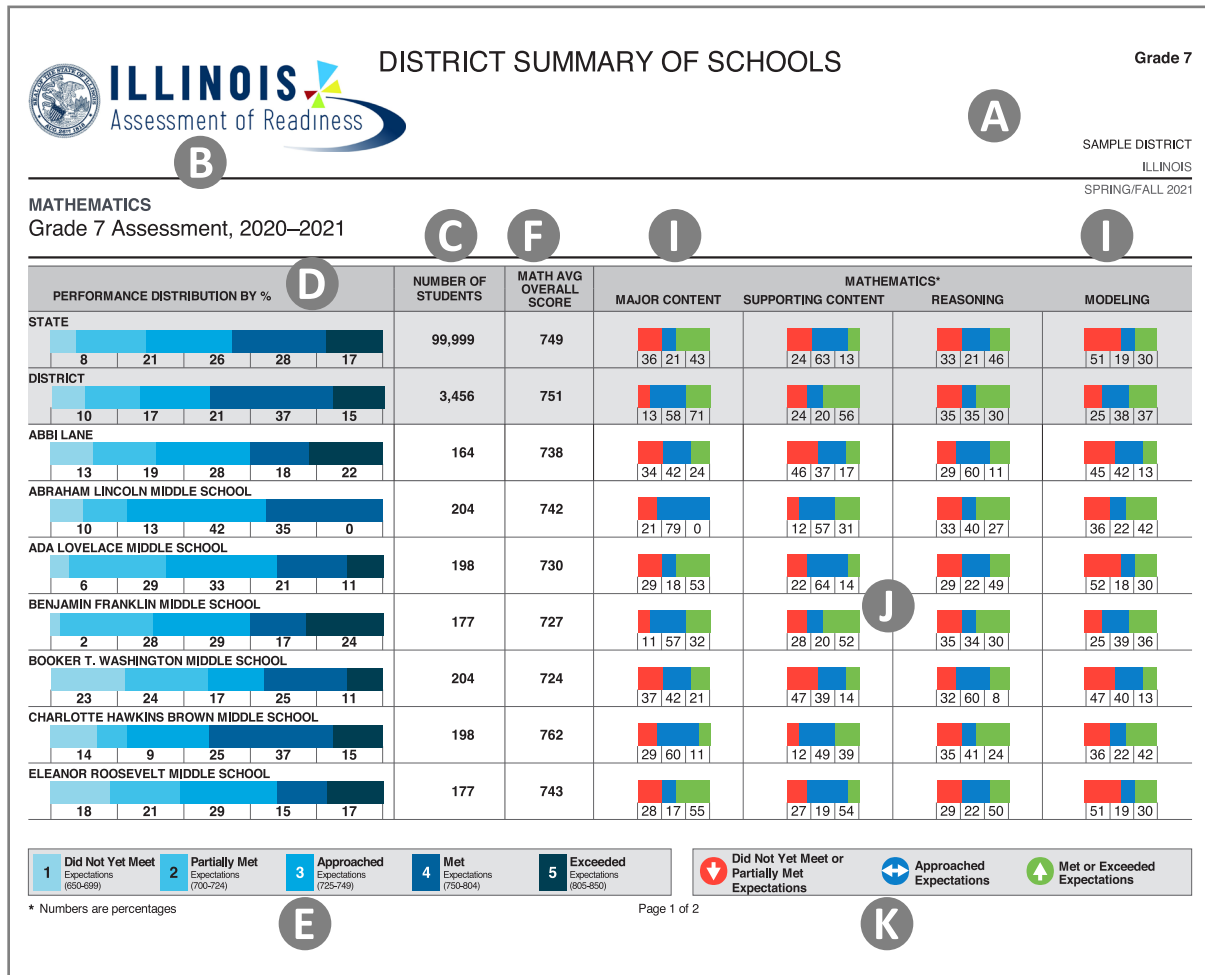 DISTRICT SUMMARY OF SCHOOLS
Grade 7
ILLINOIS
Assessment of Readiness
SEAL OF THE STATE OF ILLINOIS
AUG. 26TH 1818
A
SAMPLE DISTRICT
ILLINOIS
SPRING/FALL 2021
B
MATHEMATICS
Grade 7 Assessment, 2020–2021
C F I I
D
PERFORMANCE DISTRIBUTION BY %
NUMBER OF
STUDENTS
MATH AVG
OVERALL
SCORE
MATHEMATICS*
MAJOR CONTENT SUPPORTING CONTENT REASONING MODELING
STATE
99,999 749
8 21 26 28 17 36 21 43 24 63 13 33 21 46 51 19 30
DISTRICT
3,456 751
10 17 21 37 15 13 58 71 24 20 56 35 35 30 25 38 37
ABBI LANE
164 738
13 19 28 18 22 34 42 24 46 37 17 29 60 11 45 42 13
ABRAHAM LINCOLN MIDDLE SCHOOL
204 742
10 13 42 35 0 21 79 0 12 57 31 33 40 27 36 22 42
ADA LOVELACE MIDDLE SCHOOL
198 730
6 29 33 21 11 29 18 53 22 64 14 29 22 49 52 18 30
BENJAMIN FRANKLIN MIDDLE SCHOOL
J
177 727
2 28 29 17 24 11 57 32 28 20 52 35 34 30 25 39 36
BOOKER T. WASHINGTON MIDDLE SCHOOL
204 724
23 24 17 25 11 37 42 21 47 39 14 32 60 8 47 40 13
CHARLOTTE HAWKINS BROWN MIDDLE SCHOOL
198 762
14 9 25 37 15 29 60 11 12 49 39 35 41 24 36 22 42
ELEANOR ROOSEVELT MIDDLE SCHOOL
177 743
18 21 29 15 17 28 17 55 27 19 54 29 22 50 51 19 30
1 Did Not Yet Meet
Expectations
(650-699)
2 Partially Met
Expectations
(700-724)
3 Approached
Expectations
(725-749)
4 Met
Expectations
(750-804)
5 Exceeded
Expectations
(805-850)
Did Not Yet Meet or
Partially Met
Expectations
Approached
Expectations
Met or Exceeded
Expectations
* Numbers are percentages
Page 1 of 2
E
K